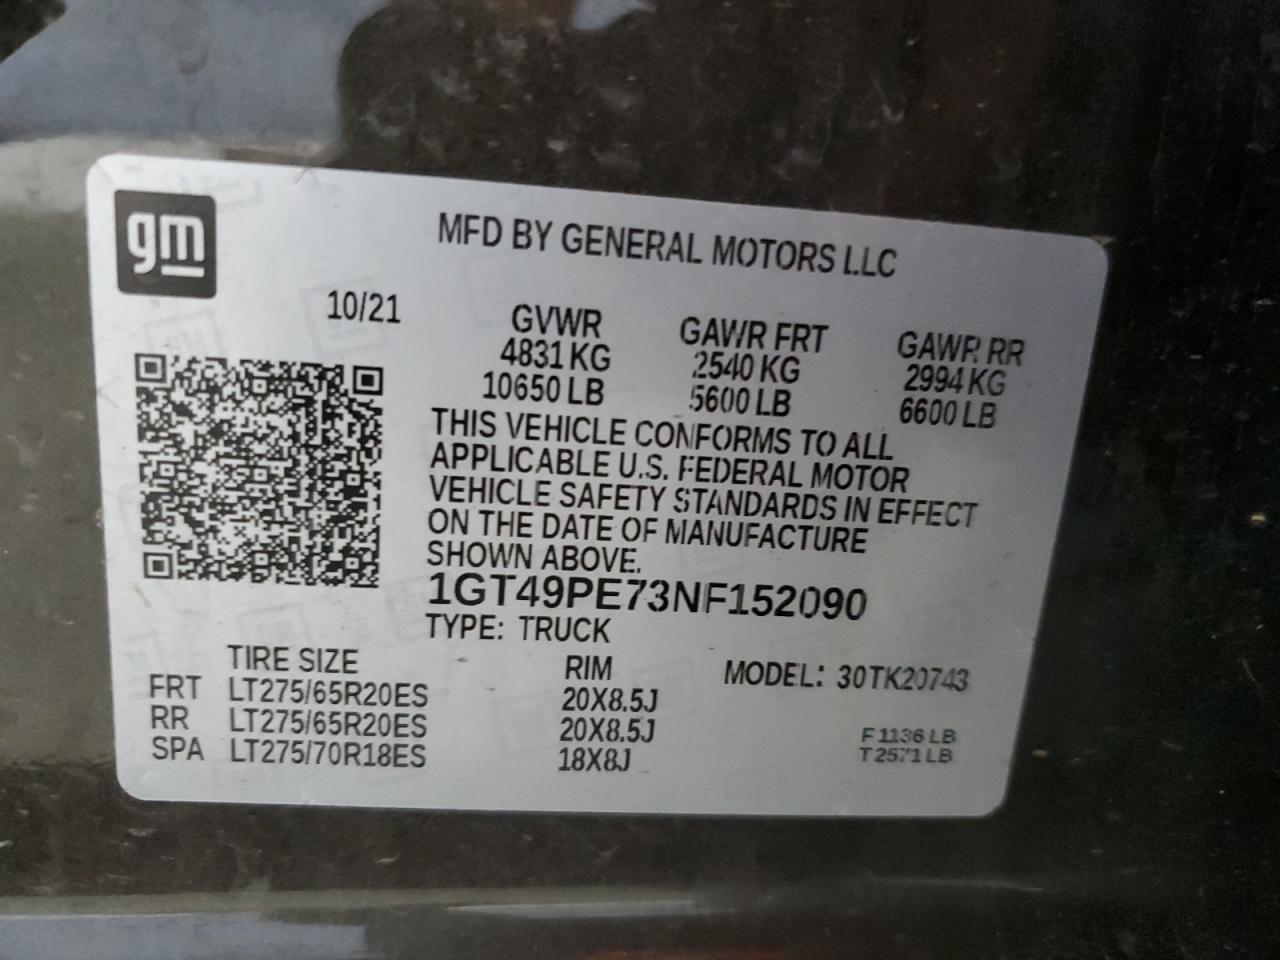 gm
MFD BY GENERAL MOTORS LLC
10/21
GVWR GAWR FRT GAWR RR
4831 KG 2540 KG 2994 KG
10650 LB 5600 LB 6600 LB
THIS VEHICLE CONFORMS TO ALL
APPLICABLE U.S. FEDERAL MOTOR
VEHICLE SAFETY STANDARDS IN EFFECT
ON THE DATE OF MANUFACTURE
SHOWN ABOVE.
1GT49PE73NF152090
TYPE: TRUCK
TIRE SIZE RIM MODEL: 30TK20743
FRT LT275/65R20ES 20X8.5J
RR LT275/65R20ES 20X8.5J F 1136 LB
SPA LT275/70R18ES 18X8J T 2571 LB